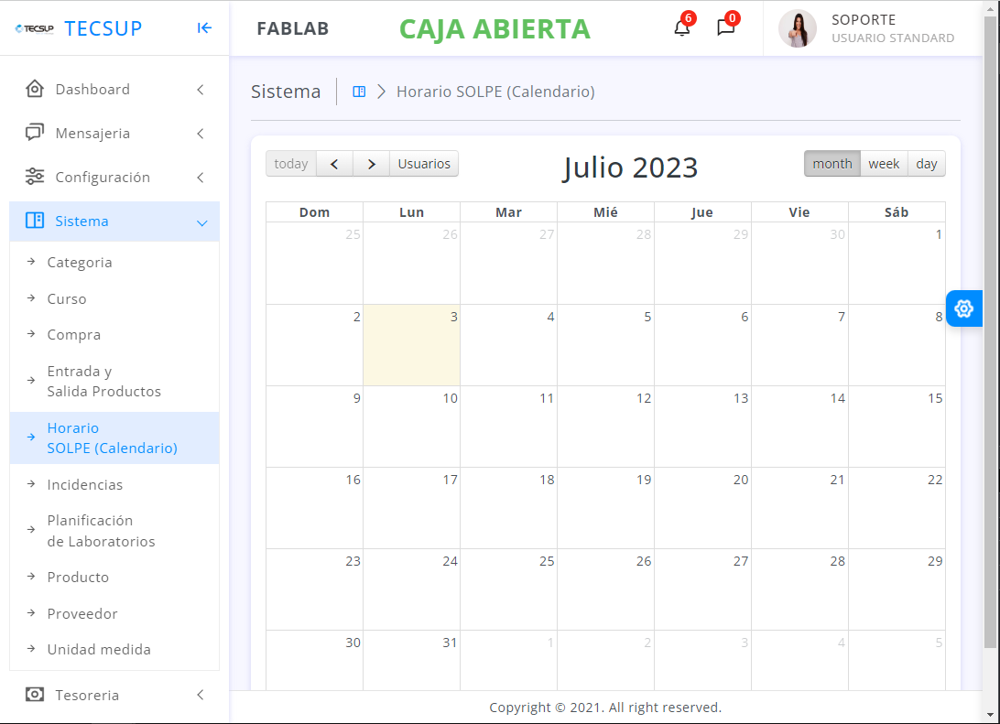 TECSUP TECSUP
FABLAB
CAJA ABIERTA
6
0
SOPORTE
USUARIO STANDARD
Dashboard
Mensajeria
Configuración
Sistema
Categoria
Curso
Compra
Entrada y
Salida Productos
Horario
SOLPE (Calendario)
Incidencias
Planificación
de Laboratorios
Producto
Proveedor
Unidad medida
Tesoreria
Sistema
Horario SOLPE (Calendario)
today Usuarios
Julio 2023
month week day
Dom Lun Mar Mié Jue Vie Sáb
25 26 27 28 29 30 1
2 3 4 5 6 7 8
9 10 11 12 13 14 15
16 17 18 19 20 21 22
23 24 25 26 27 28 29
30 31 1 2 3 4 5
Copyright © 2021. All right reserved.